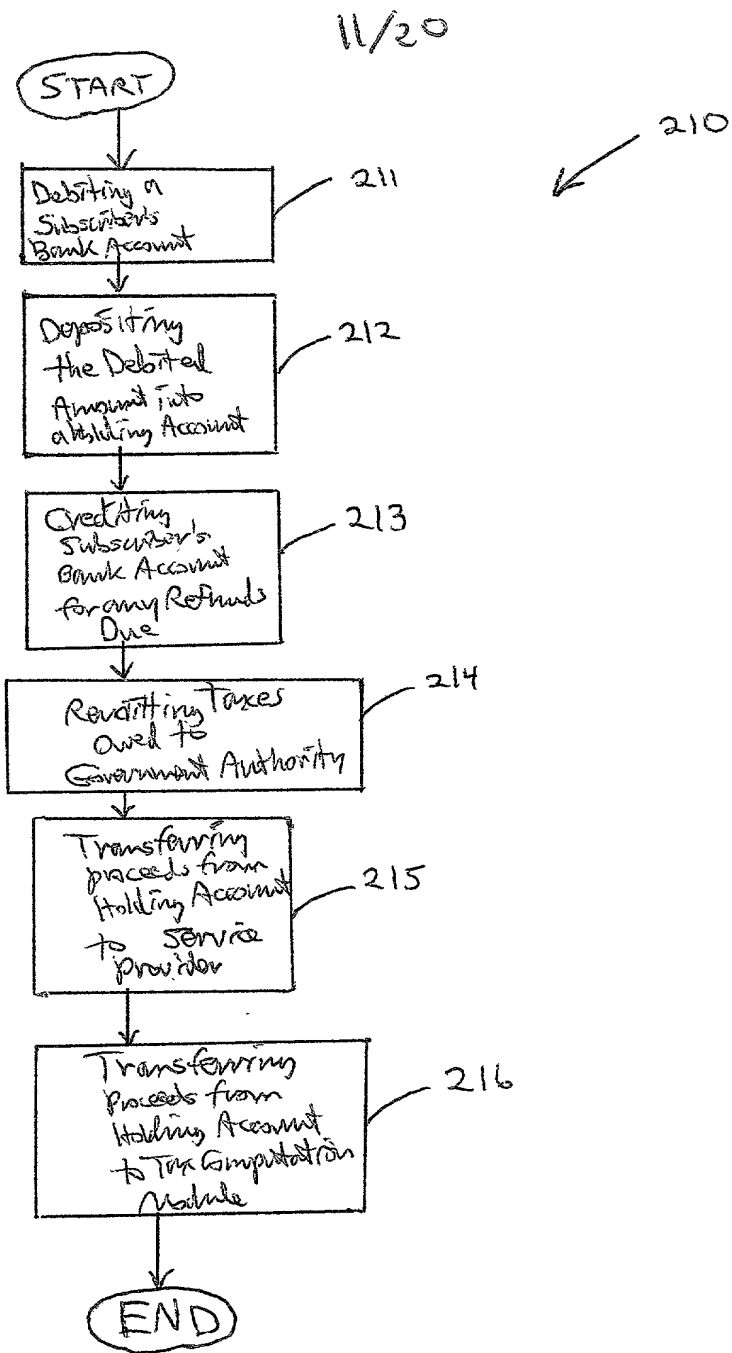 11/20
START
210
Debiting a
Subscriber's
Bank Account
211
Depositing
the Debited
Amount into
a Holding Account
212
Crediting
Subscriber's
Bank Account
for any Refunds
Due
213
Remitting Taxes
owed to
Government Authority
214
Transferring
proceeds from
Holding Account
to Service
provider
215
Transferring
proceeds from
Holding Account
to Tax Computation
Module
216
END